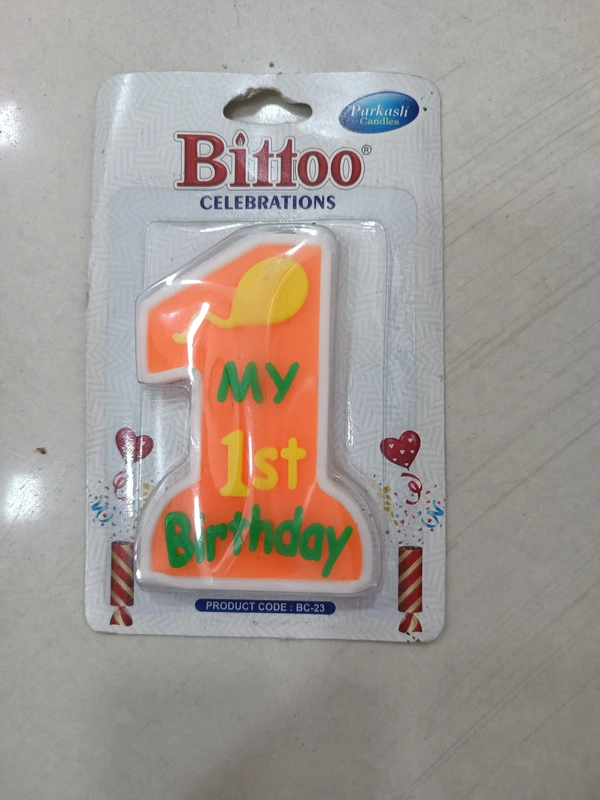 Parkash
Candles
Bittoo®
CELEBRATIONS
MY
1st
Birthday
PRODUCT CODE : BC-23